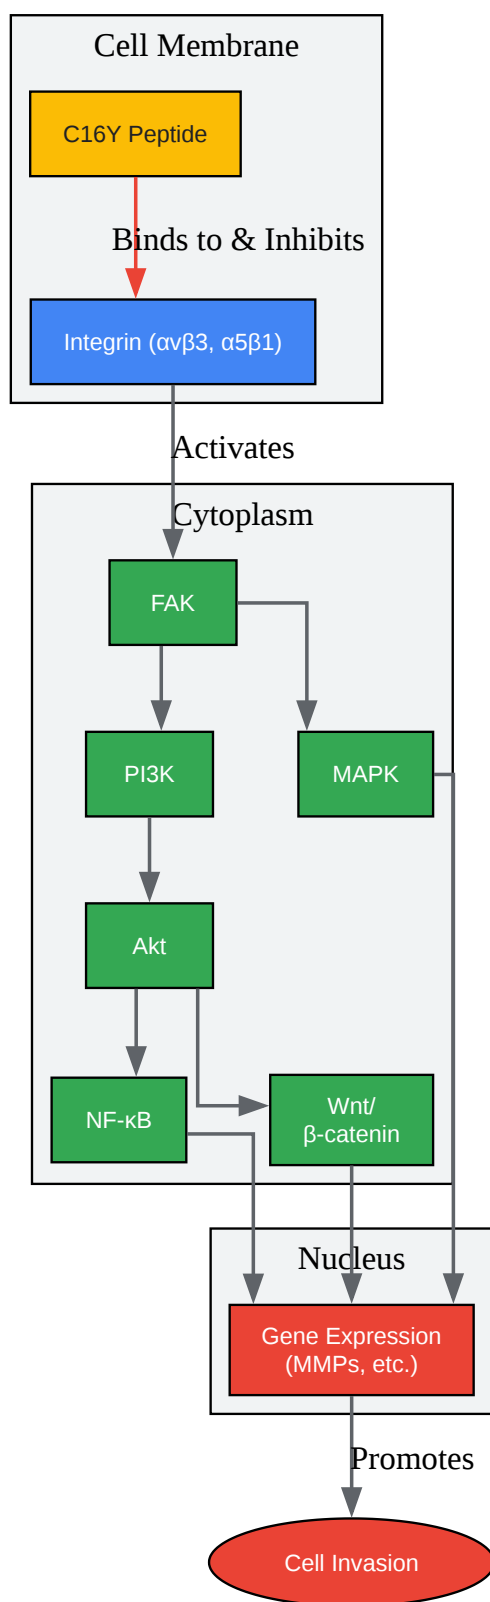 Cell Membrane
C16Y Peptide
Binds to & Inhibits
Integrin (αvβ3, α5β1)
Activates
Cytoplasm
FAK
PI3K
MAPK
Akt
NF-κB
Wnt/
β-catenin
Nucleus
Gene Expression
(MMPs, etc.)
Promotes
Cell Invasion